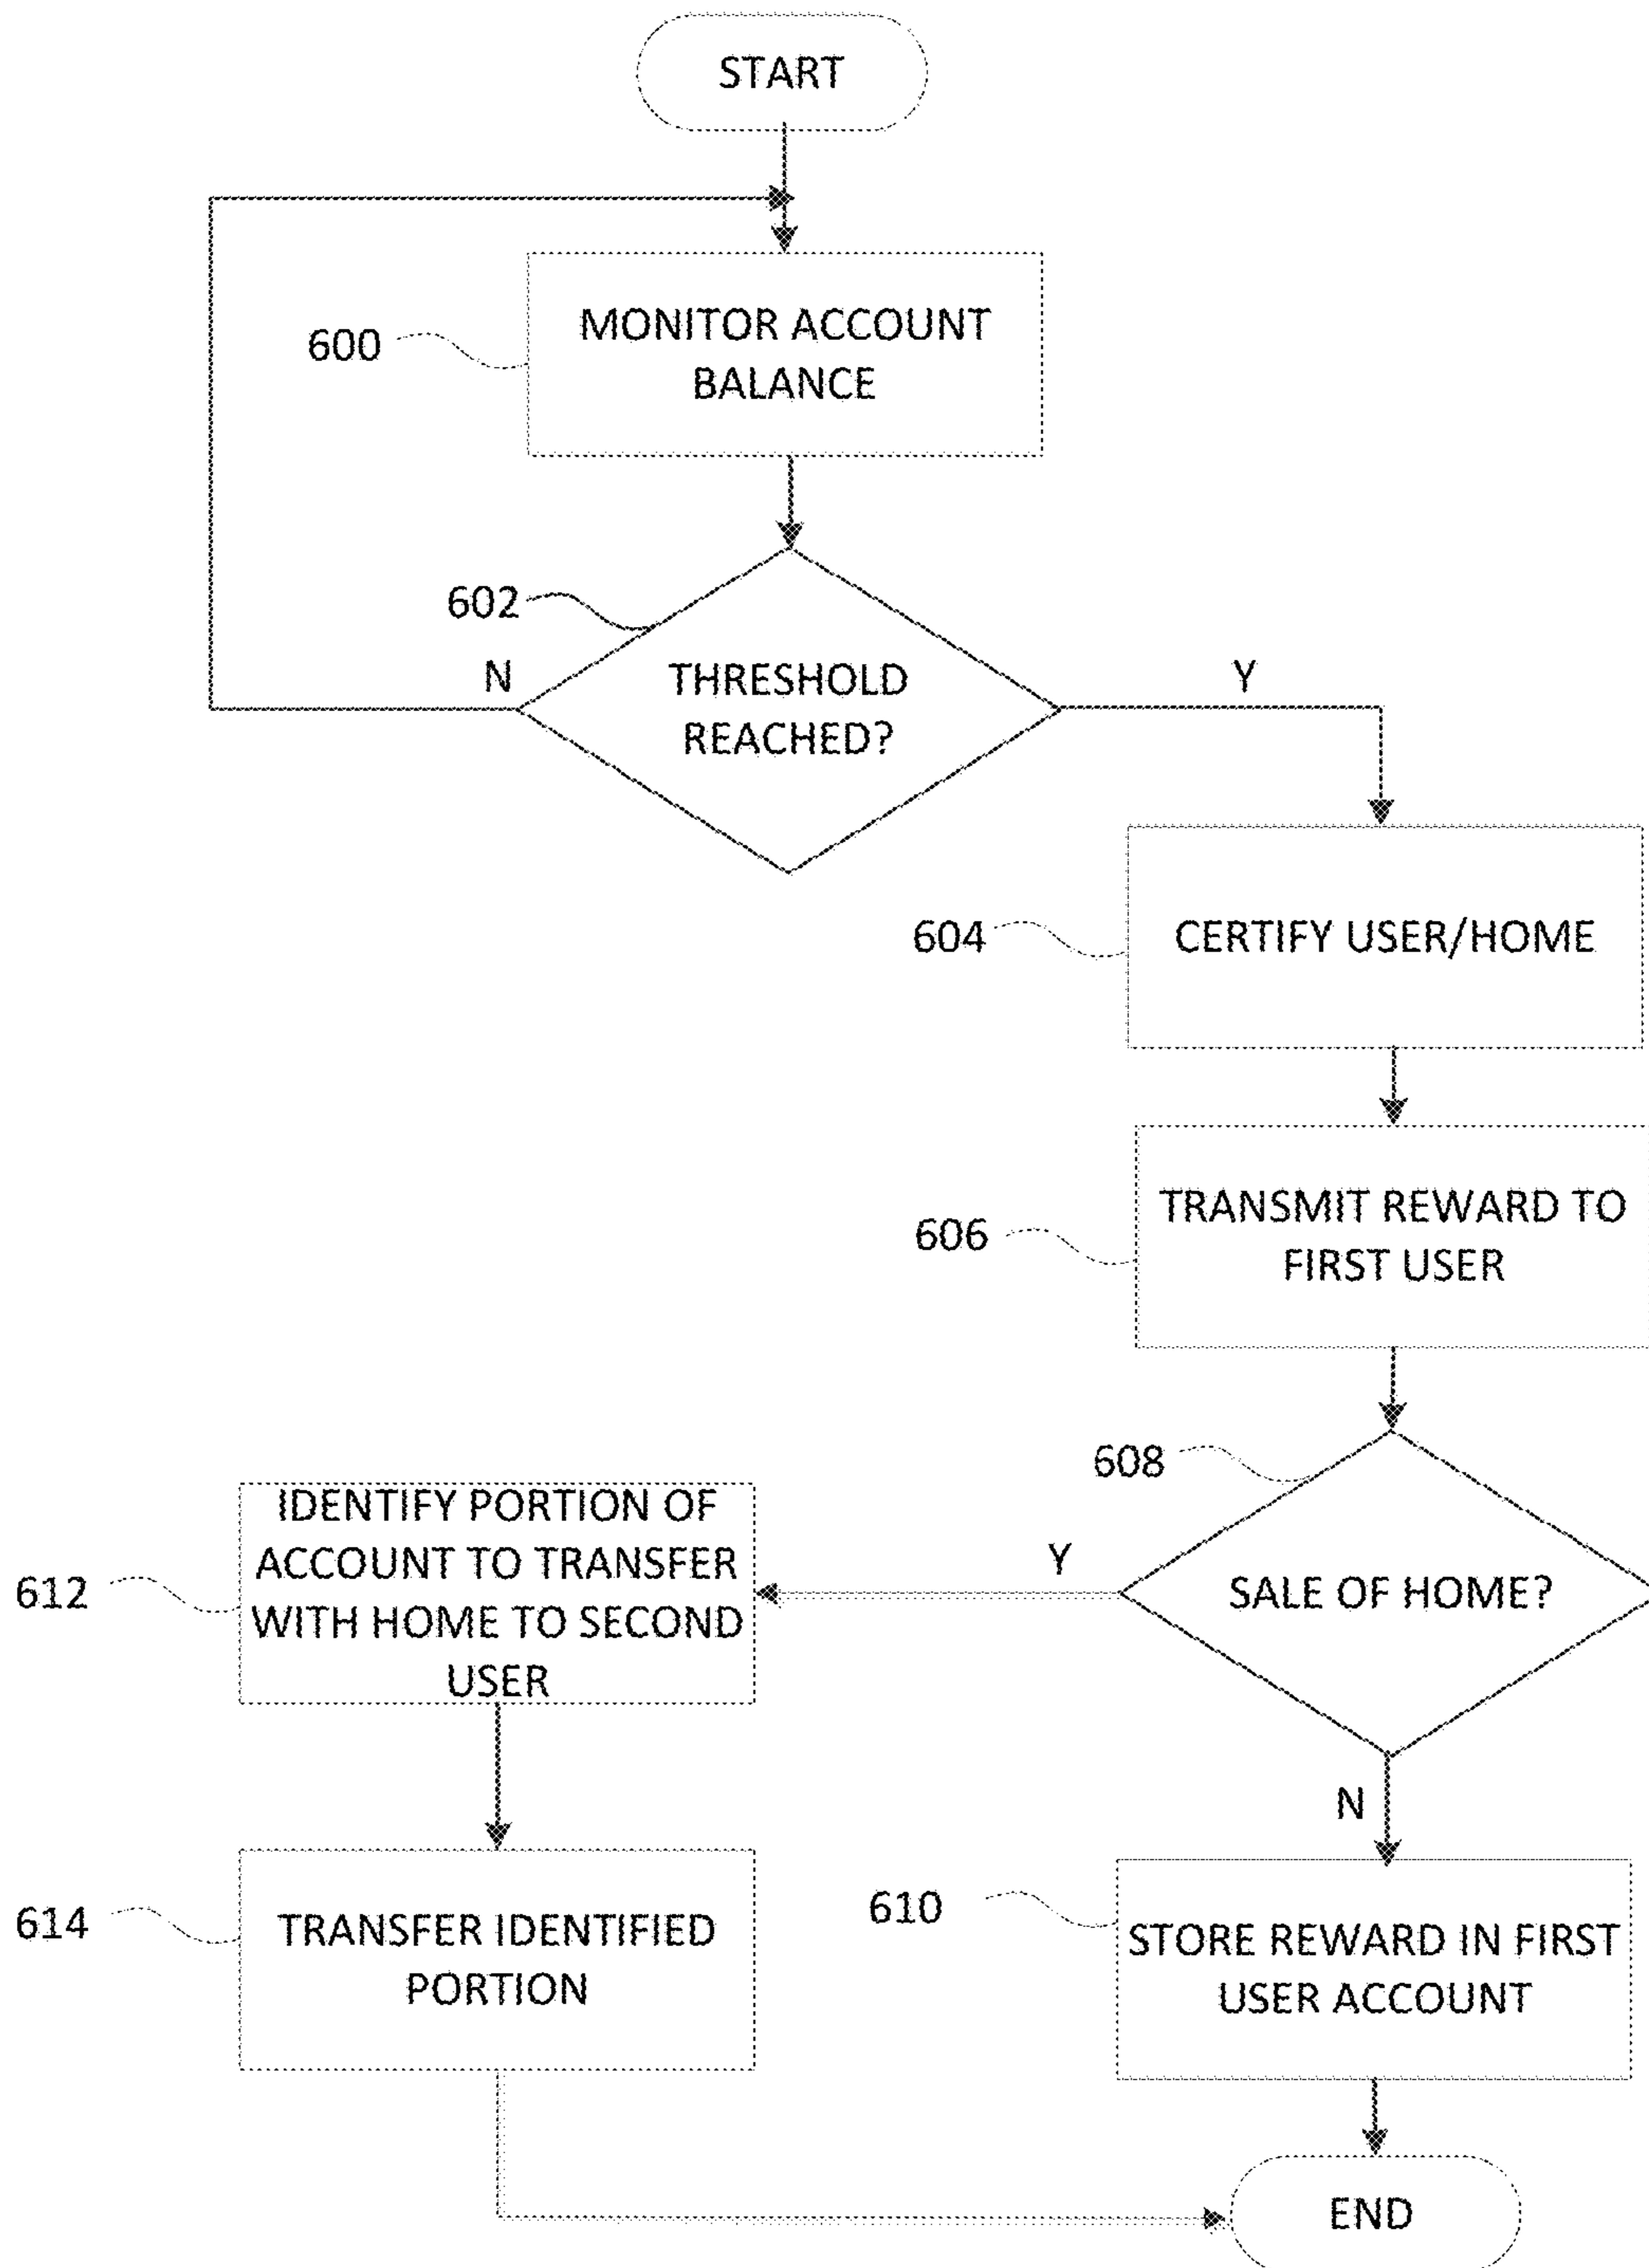 START
MONITOR ACCOUNT
BALANCE
600
602
N
THRESHOLD
REACHED?
Y
604
CERTIFY USER/HOME
606
TRANSMIT REWARD TO
FIRST USER
608
SALE OF HOME?
Y
N
612
IDENTIFY PORTION OF
ACCOUNT TO TRANSFER
WITH HOME TO SECOND
USER
614
TRANSFER IDENTIFIED
PORTION
610
STORE REWARD IN FIRST
USER ACCOUNT
END